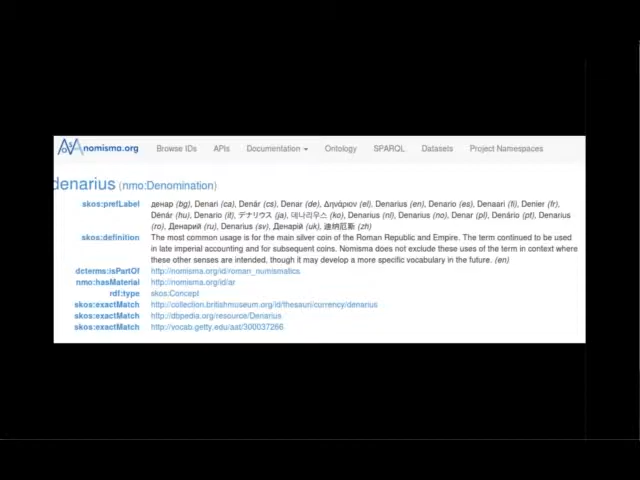 nomisma.org Browse IDs APIs Documentation Ontology SPARQL Datasets Project Namespaces
denarius (nmo:Denomination)
skos:prefLabel денар (bg), Denari (ca), Denár (cs), Denar (de), Δηνάριον (el), Denarius (en), Denario (es), Denaari (fi), Denier (fr),
Dénár (hu), Denario (it), デナリウス (ja), 데나리우스 (ko), Denarius (nl), Denarius (no), Denar (pl), Denário (pt), Denarius
(ro), Денарий (ru), Denarius (sv), Денарій (uk), 迪纳厄斯 (zh)
skos:definition The most common usage is for the main silver coin of the Roman Republic and Empire. The term continued to be used
in late imperial accounting and for subsequent coins. Nomisma does not exclude these uses of the term in context where
these other senses are intended, though it may develop a more specific vocabulary in the future. (en)
dcterms:isPartOf http://nomisma.org/id/roman_numismatics
nmo:hasMaterial http://nomisma.org/id/ar
rdf:type skos:Concept
skos:exactMatch http://collection.britishmuseum.org/id/thesauri/currency/denarius
skos:exactMatch http://dbpedia.org/resource/Denarius
skos:exactMatch http://vocab.getty.edu/aat/300037266